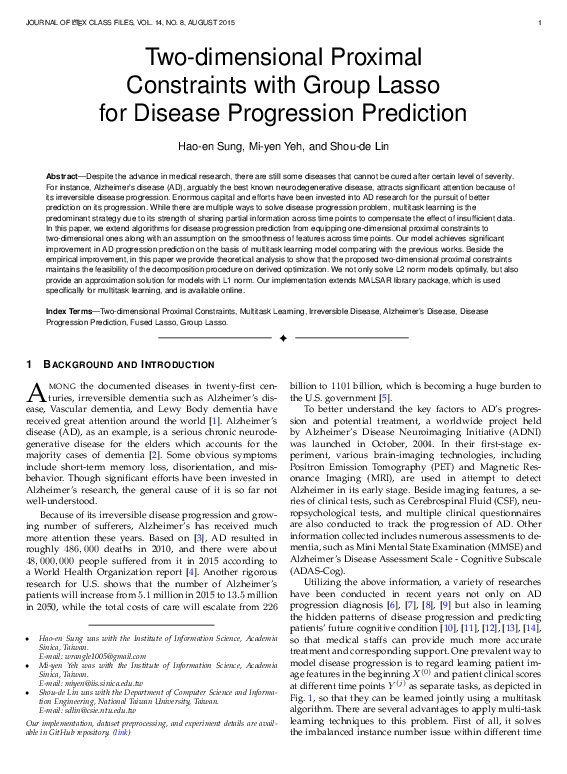 JOURNAL OF LATEX CLASS FILES, VOL. 14, NO. 8, AUGUST 2015
1
Two-dimensional Proximal
Constraints with Group Lasso
for Disease Progression Prediction
Hao-en Sung, Mi-yen Yeh, and Shou-de Lin
Abstract—Despite the advance in medical research, there are still some diseases that cannot be cured after certain level of severity.
For instance, Alzheimer's disease (AD), arguably the best known neurodegenerative disease, attracts significant attention because of
its irreversible disease progression. Enormous capital and efforts have been invested into AD research for the pursuit of better
prediction on its progression. While there are multiple ways to solve disease progression problem, multitask learning is the
predominant strategy due to its strength of sharing partial information across time points to compensate the effect of insufficient data.
In this paper, we extend algorithms for disease progression prediction from equipping one-dimensional proximal constraints to
two-dimensional ones along with an assumption on the smoothness of features across time points. Our model achieves significant
improvement in AD progression prediction on the basis of multitask learning model comparing with the previous works. Beside the
empirical improvement, in this paper we provide theoretical analysis to show that the proposed two-dimensional proximal constraints
maintains the feasibility of the decomposition procedure on derived optimization. We not only solve L2 norm models optimally, but also
provide an approximation solution for models with L1 norm. Our implementation extends MALSAR library package, which is used
specifically for multitask learning, and is available online.
Index Terms—Two-dimensional Proximal Constraints, Multitask Learning, Irreversible Disease, Alzheimer's Disease, Disease
Progression Prediction, Fused Lasso, Group Lasso.
1 BACKGROUND AND INTRODUCTION
AMONG the documented diseases in twenty-first cen-
turies, irreversible dementia such as Alzheimer's dis-
ease, Vascular dementia, and Lewy Body dementia have
received great attention around the world [1]. Alzheimer's
disease (AD), as an example, is a serious chronic neurode-
generative disease for the elders which accounts for the
majority cases of dementia [2]. Some obvious symptoms
include short-term memory loss, disorientation, and mis-
behavior. Though significant efforts have been invested in
Alzheimer's research, the general cause of it is so far not
well-understood.
Because of its irreversible disease progression and grow-
ing number of sufferers, Alzheimer's has received much
more attention these years. Based on [3], AD resulted in
roughly 486,000 deaths in 2010, and there were about
48,000,000 people suffered from it in 2015 according to
a World Health Organization report [4]. Another rigorous
research for U.S. shows that the number of Alzheimer's
patients will increase from 5.1 million in 2015 to 13.5 million
in 2050, while the total costs of care will escalate from 226
• Hao-en Sung was with the Institute of Information Science, Academia
Sinica, Taiwan.
E-mail: wrangle1005@gmail.com
• Mi-yen Yeh was with the Institute of Information Science, Academia
Sinica, Taiwan.
E-mail: miyen@iis.sinica.edu.tw
• Shou-de Lin was with the Department of Computer Science and Informa-
tion Engineering, National Taiwan University, Taiwan.
E-mail: sdlin@csie.ntu.edu.tw
Our implementation, dataset preprocessing, and experiment details are avail-
able in GitHub repository. (link)
billion to 1101 billion, which is becoming a huge burden to
the U.S. government [5].
To better understand the key factors to AD's progres-
sion and potential treatment, a worldwide project held
by Alzheimer's Disease Neuroimaging Initiative (ADNI)
was launched in October, 2004. In their first-stage ex-
periment, various brain-imaging technologies, including
Positron Emission Tomography (PET) and Magnetic Res-
onance Imaging (MRI), are used in attempt to detect
Alzheimer in its early stage. Beside imaging features, a se-
ries of clinical tests, such as Cerebrospinal Fluid (CSF), neu-
ropsychological tests, and multiple clinical questionnaires
are also conducted to track the progression of AD. Other
information collected includes numerous assessments to de-
mentia, such as Mini Mental State Examination (MMSE) and
Alzheimer's Disease Assessment Scale - Cognitive Subscale
(ADAS-Cog).
Utilizing the above information, a variety of researches
have been conducted in recent years not only on AD
progression diagnosis [6], [7], [8], [9] but also in learning
the hidden patterns of disease progression and predicting
patients' future cognitive condition [10], [11], [12], [13], [14],
so that medical staffs can provide much more accurate
treatment and corresponding support. One prevalent way to
model disease progression is to regard learning patient im-
age features in the beginning X(0) and patient clinical scores
at different time points Y(j) as separate tasks, as depicted in
Fig. 1, so that they can be learned jointly using a multitask
algorithm. There are several advantages to apply multi-task
learning techniques to this problem. First of all, it solves
the imbalanced instance number issue within different time